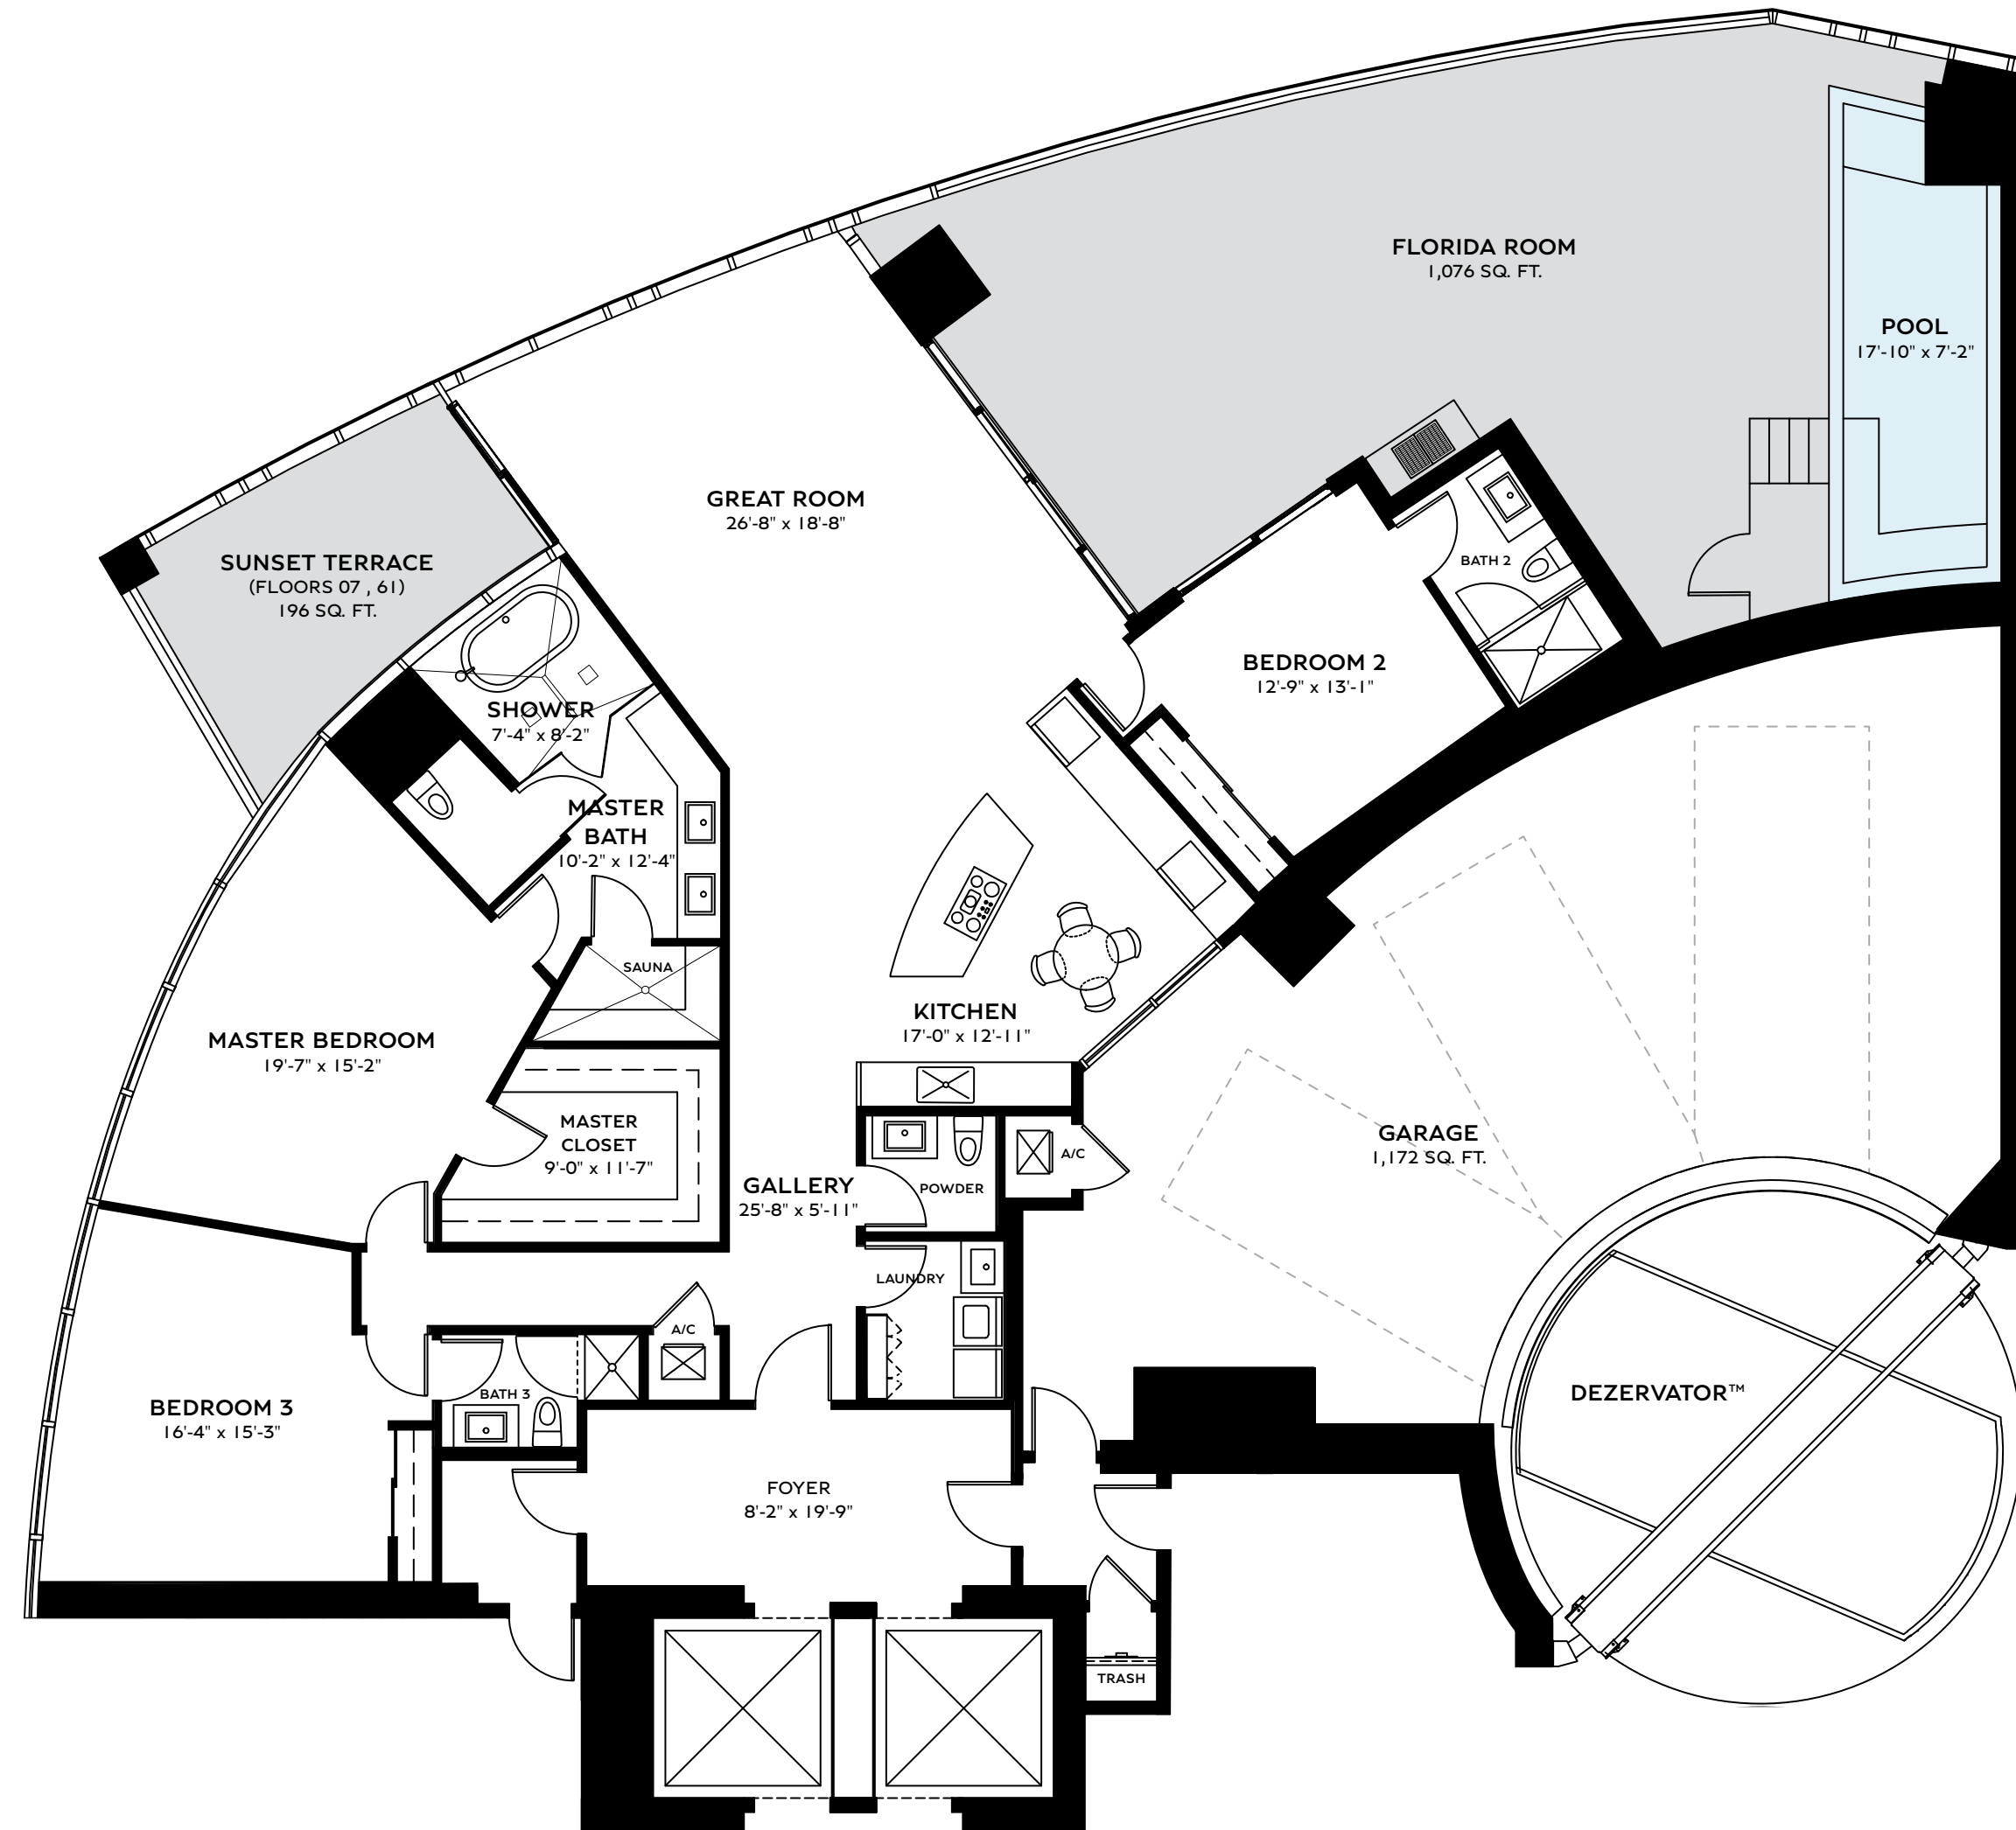 FLORIDA ROOM
1,076 SQ. FT.
POOL
17'-10" x 7'-2"
GREAT ROOM
26'-8" x 18'-8"
SUNSET TERRACE
(FLOORS 07 , 61)
196 SQ. FT.
BATH 2
BEDROOM 2
12'-9" x 13'-1"
SHOWER
7'-4" x 8'-2"
MASTER
BATH
10'-2" x 12'-4"
SAUNA
KITCHEN
17'-0" x 12'-11"
MASTER BEDROOM
19'-7" x 15'-2"
MASTER
CLOSET
9'-0" x 11'-7"
GARAGE
1,172 SQ. FT.
A/C
GALLERY
25'-8" x 5'-11"
POWDER
LAUNDRY
A/C
BATH 3
DEZERVATOR™
BEDROOM 3
16'-4" x 15'-3"
FOYER
8'-2" x 19'-9"
TRASH